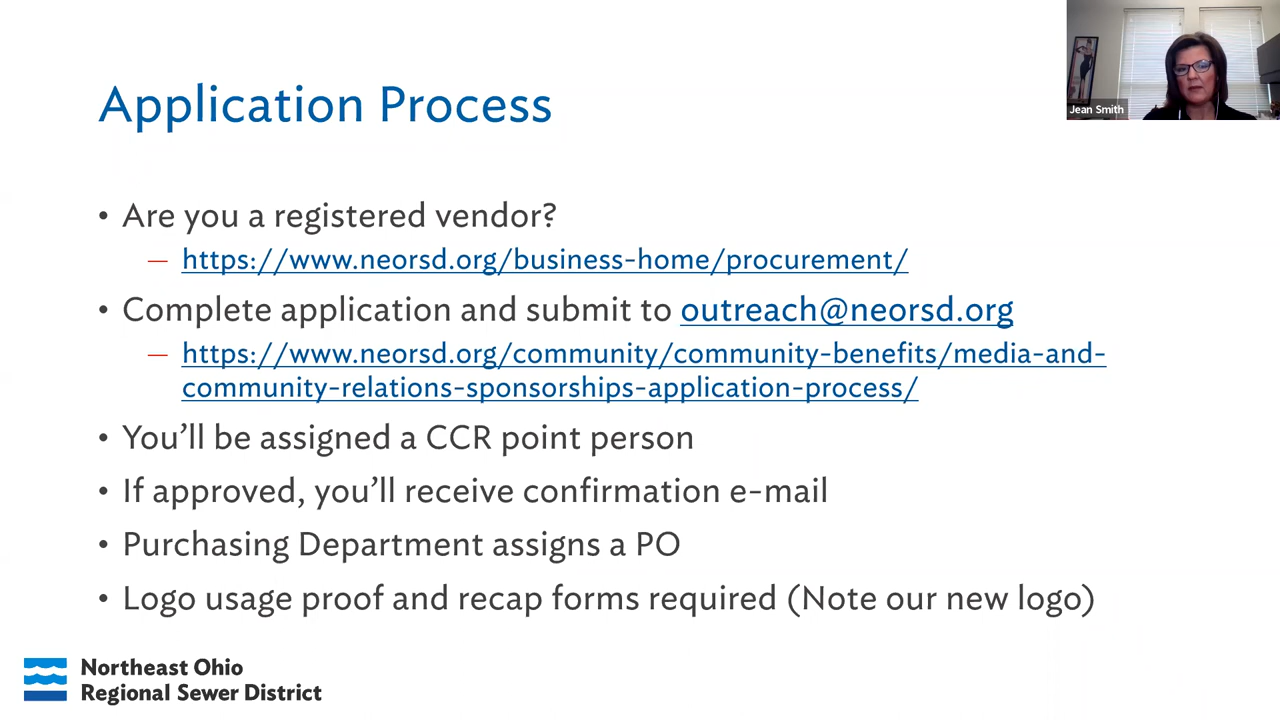 Application Process
Jean Smith
• Are you a registered vendor?
— https://www.neorsd.org/business-home/procurement/
• Complete application and submit to outreach@neorsd.org
— https://www.neorsd.org/community/community-benefits/media-and-
community-relations-sponsorships-application-process/
• You’ll be assigned a CCR point person
• If approved, you’ll receive confirmation e-mail
• Purchasing Department assigns a PO
• Logo usage proof and recap forms required (Note our new logo)
Northeast Ohio
Regional Sewer District